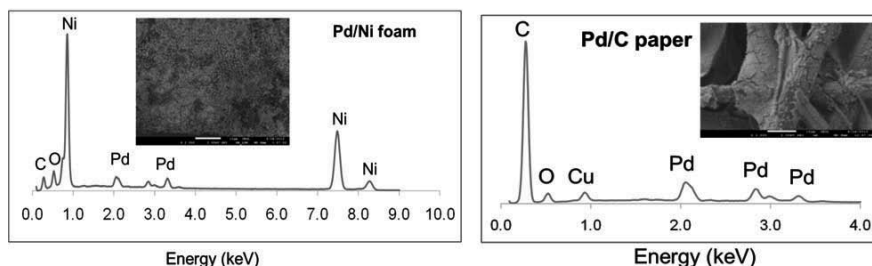 Pd/Ni foam
Ni
C O Pd Pd Ni Ni
0.0 1.0 2.0 3.0 4.0 5.0 6.0 7.0 8.0 9.0 10.0
Energy (keV)
Pd/C paper
C
O Cu Pd Pd Pd
0.0 1.0 2.0 3.0 4.0
Energy (keV)